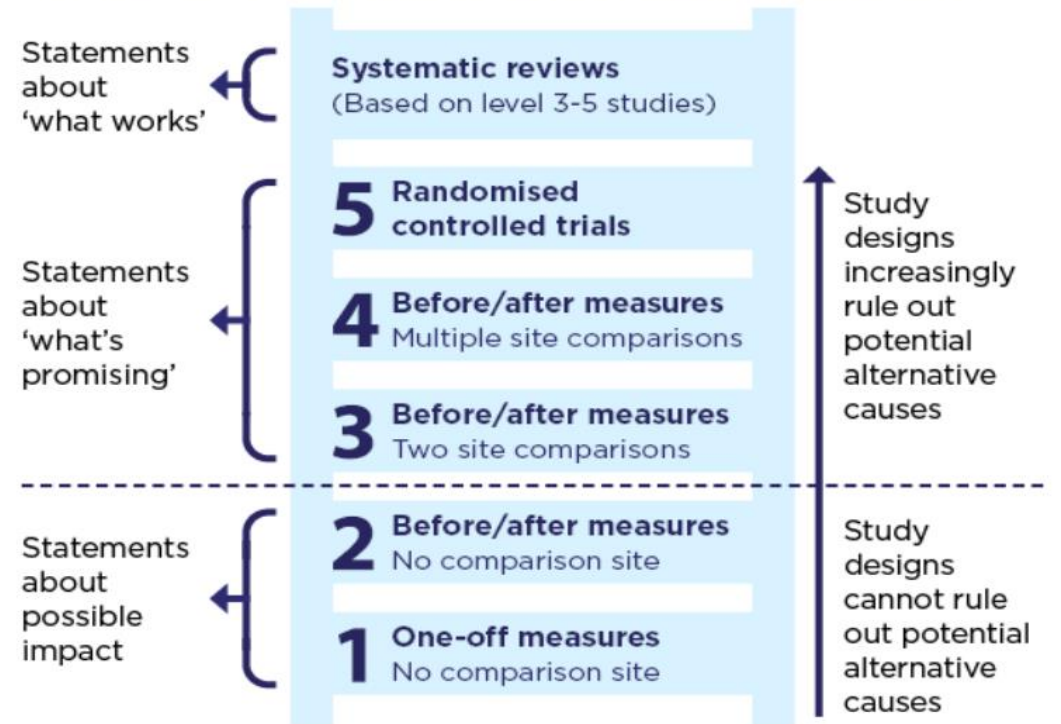 Statements
about
‘what works’
Systematic reviews
(Based on level 3-5 studies)
Statements
about
‘what’s
promising’
5 Randomised
controlled trials
4 Before/after measures
Multiple site comparisons
3 Before/after measures
Two site comparisons
Study
designs
increasingly
rule out
potential
alternative
causes
Statements
about
possible
impact
2 Before/after measures
No comparison site
1 One-off measures
No comparison site
Study
designs
cannot rule
out potential
alternative
causes